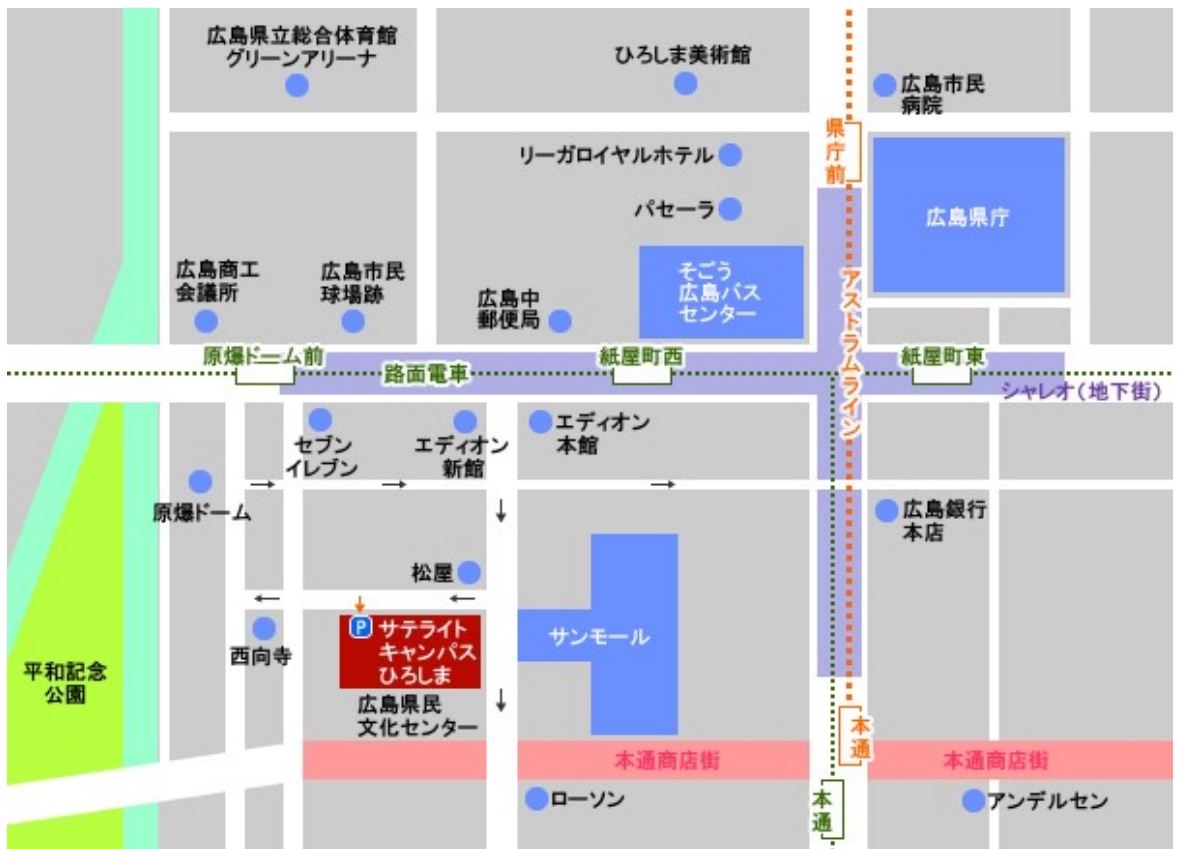 広島県立総合体育館
グリーンアリーナ
ひろしま美術館
広島市民
病院
県庁前
リーガロイヤルホテル
パセーラ
広島県庁
広島商工
会議所
広島市民
球場跡
広島中
郵便局
そごう
広島バス
センター
アストラムライン
原爆ドーム前
路面電車
紙屋町西
紙屋町東
シャレオ(地下街)
セブン
イレブン
エディオン
新館
エディオン
本館
原爆ドーム
広島銀行
本店
松屋
P
サテライト
キャンパス
ひろしま
サンモール
西向寺
平和記念
公園
広島県民
文化センター
本通
本通商店街
本通商店街
ローソン
本通
アンデルセン